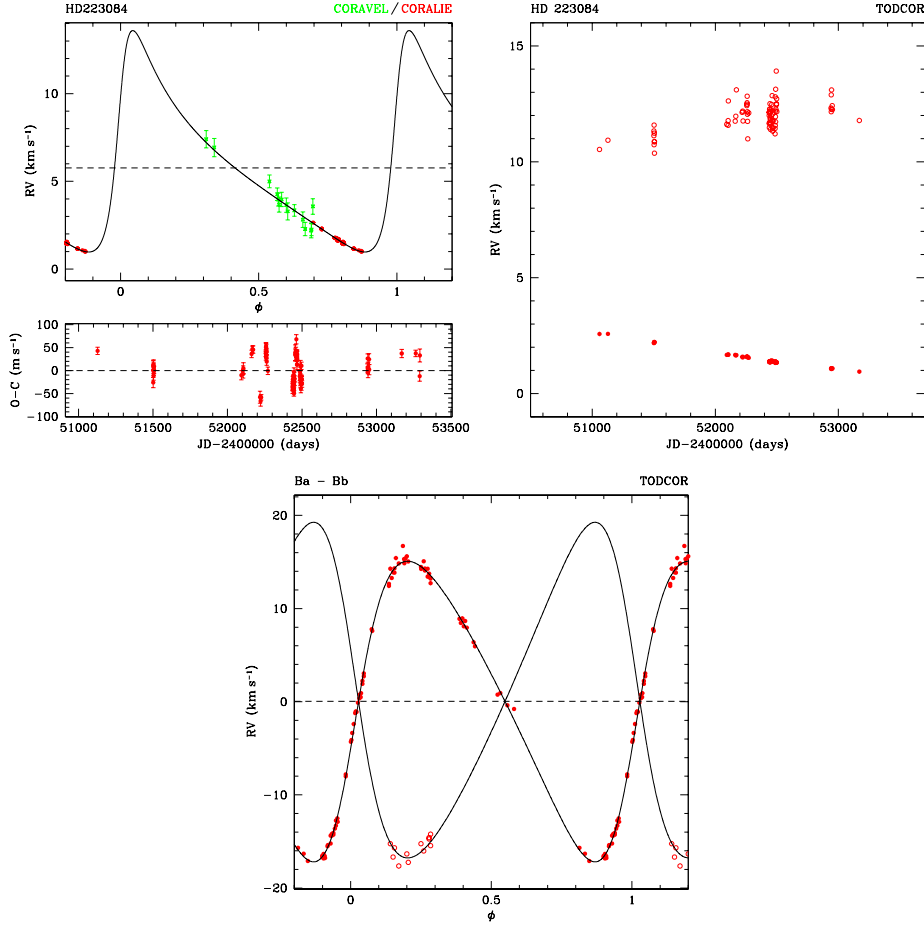 HD223084 CORAVEL/CORALIE
10
5
0
RV (km s⁻¹)
0 0.5 1
ϕ
100
50
0
−50
−100
O−C (m s⁻¹)
51000 51500 52000 52500 53000 53500
JD−2400000 (days)
HD 223084 TODCOR
15
10
5
0
RV (km s⁻¹)
51000 52000 53000
JD−2400000 (days)
Ba − Bb TODCOR
20
10
0
−10
−20
RV (km s⁻¹)
0 0.5 1
ϕ